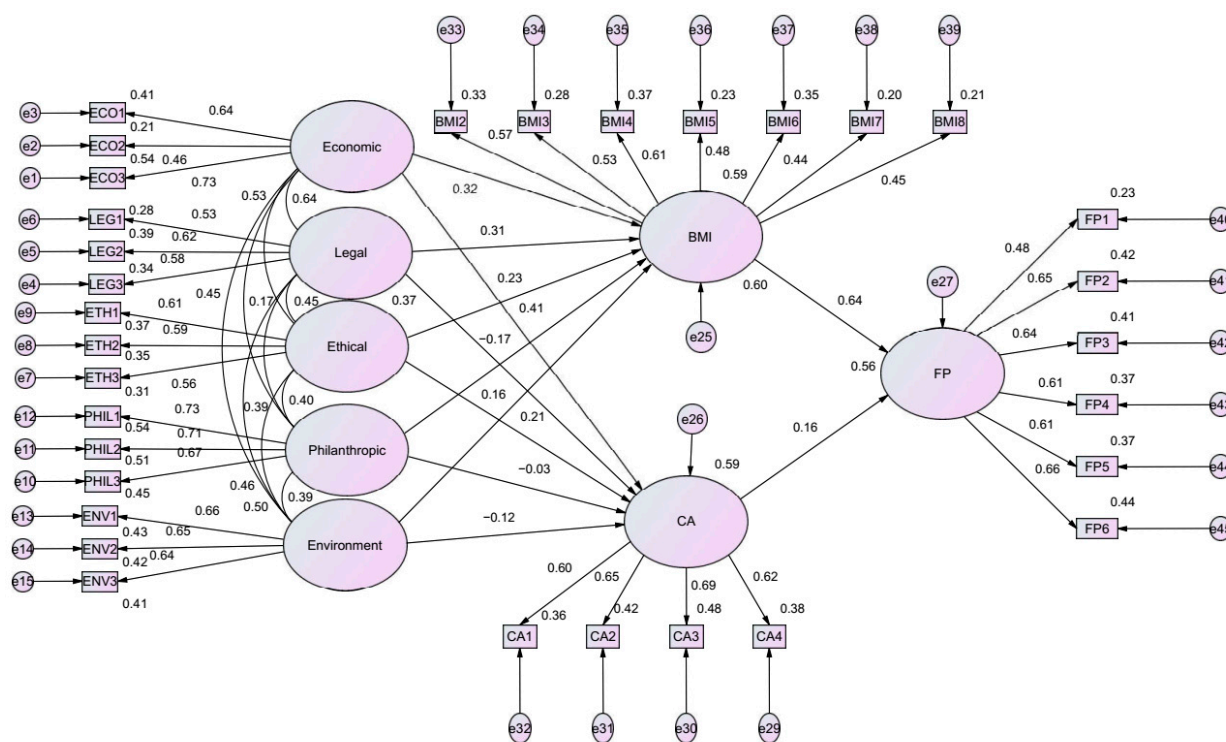 e33
e34
e35
e36
e37
e38
e39
0.33
0.28
0.37
0.23
0.35
0.20
0.21
BMI2
BMI3
BMI4
BMI5
BMI6
BMI7
BMI8
0.57
0.53
0.61
0.48
0.59
0.44
0.45
e3
ECO1
0.41
0.64
e2
ECO2
0.21
0.46
e1
ECO3
0.54
0.73
Economic
e6
LEG1
0.28
0.53
e5
LEG2
0.39
0.62
e4
LEG3
0.34
0.58
Legal
e9
ETH1
0.61
0.37
e8
ETH2
0.59
0.35
e7
ETH3
0.56
0.31
Ethical
e12
PHIL1
0.73
0.54
e11
PHIL2
0.71
0.51
e10
PHIL3
0.67
0.45
Philanthropic
e13
ENV1
0.66
0.43
e14
ENV2
0.65
0.42
e15
ENV3
0.64
0.41
Environment
0.53
0.64
0.45
0.17
0.45
0.39
0.40
0.46
0.50
0.39
0.32
0.31
0.23
0.37
0.41
−0.17
0.16
0.21
−0.03
−0.12
BMI
0.60
e25
e26
0.59
CA
0.64
0.16
e27
0.56
FP
0.60
0.65
0.69
0.62
0.36
0.42
0.48
0.38
CA1
CA2
CA3
CA4
e32
e31
e30
e29
0.48
0.65
0.64
0.61
0.61
0.66
0.23
FP1
0.42
FP2
0.41
FP3
0.37
FP4
0.37
FP5
0.44
FP6
e40
e41
e42
e43
e44
e45